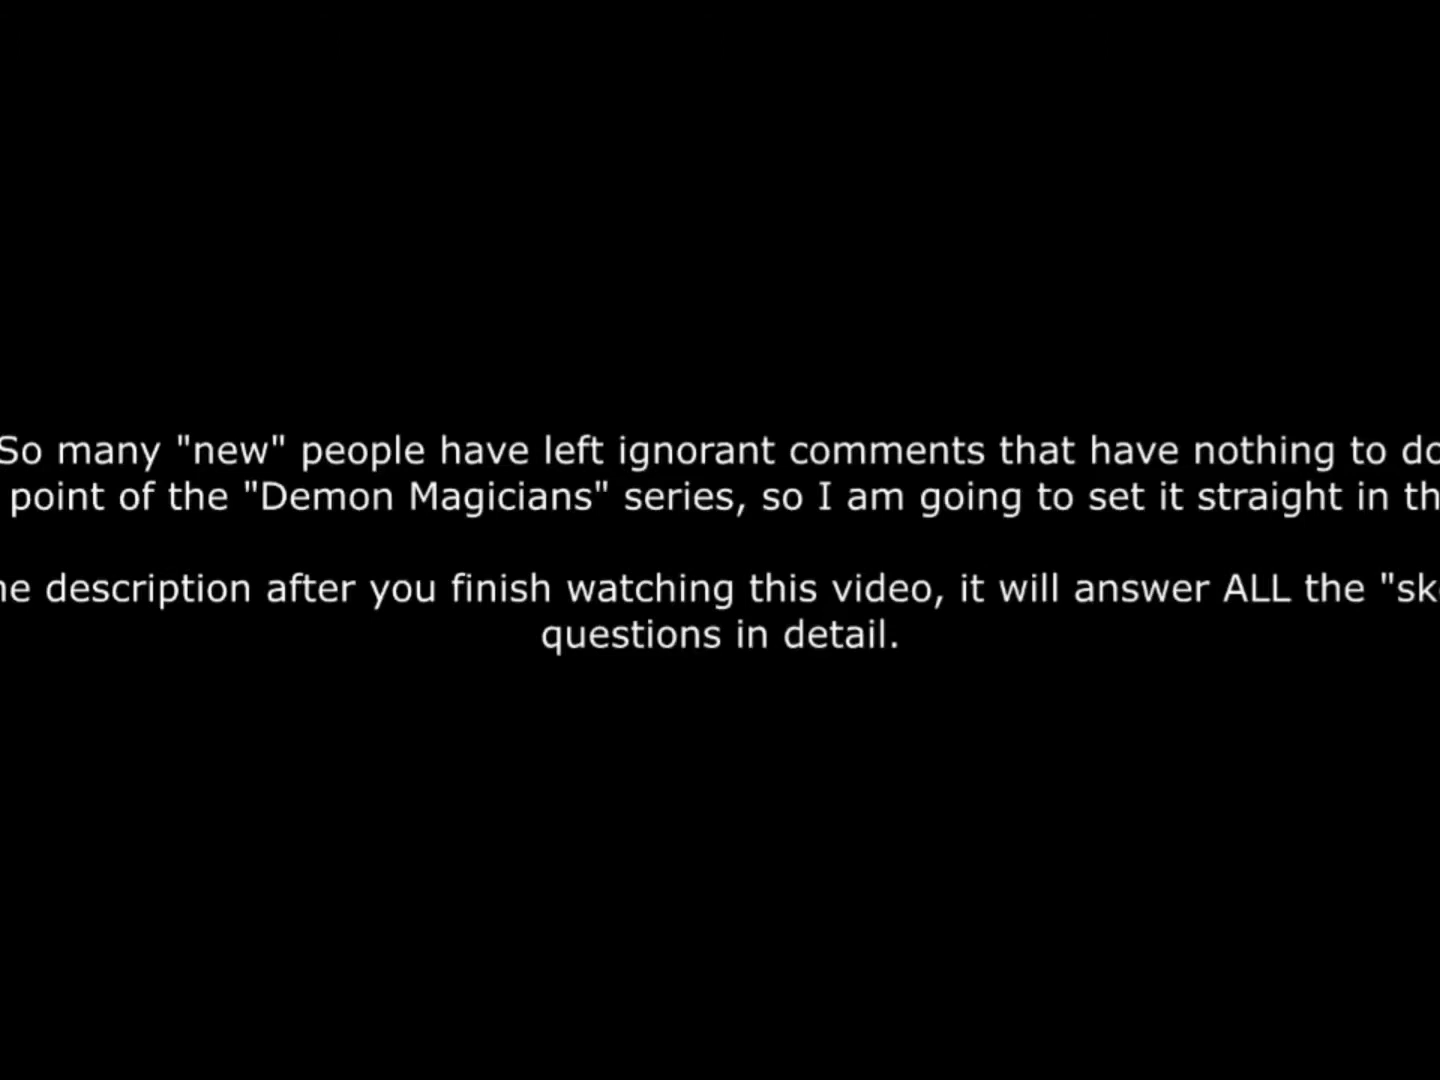 So many "new" people have left ignorant comments that have nothing to do
point of the "Demon Magicians" series, so I am going to set it straight in th
he description after you finish watching this video, it will answer ALL the "sk
questions in detail.